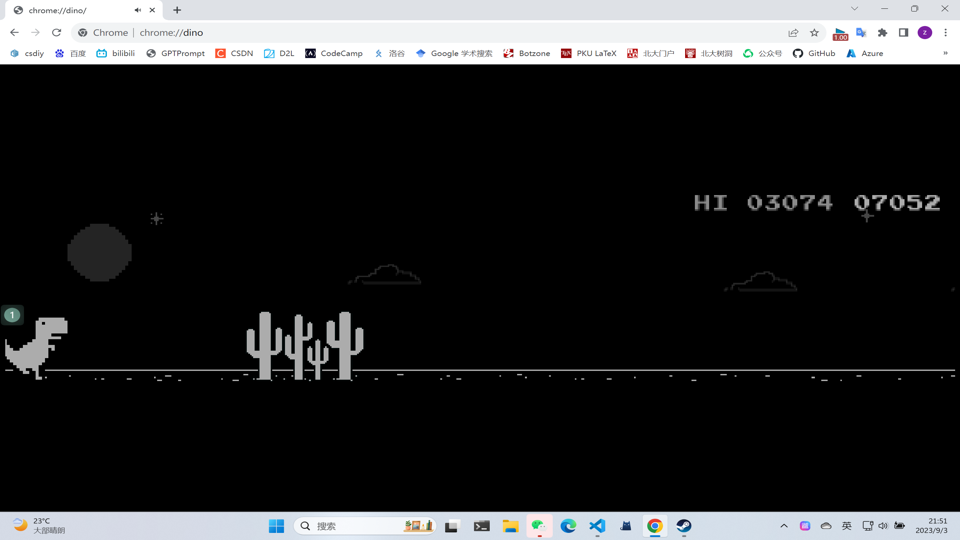 chrome://dino/
Chrome | chrome://dino
1.00
z
csdiy 百度 bilibili GPTPrompt CSDN D2L CodeCamp 洛谷 Google 学术搜索 Botzone PKU LaTeX 北大门户 北大树洞 公众号 GitHub Azure »
HI 03074 07052
1
23°C
大部晴朗
搜索
英
21:51
2023/9/3